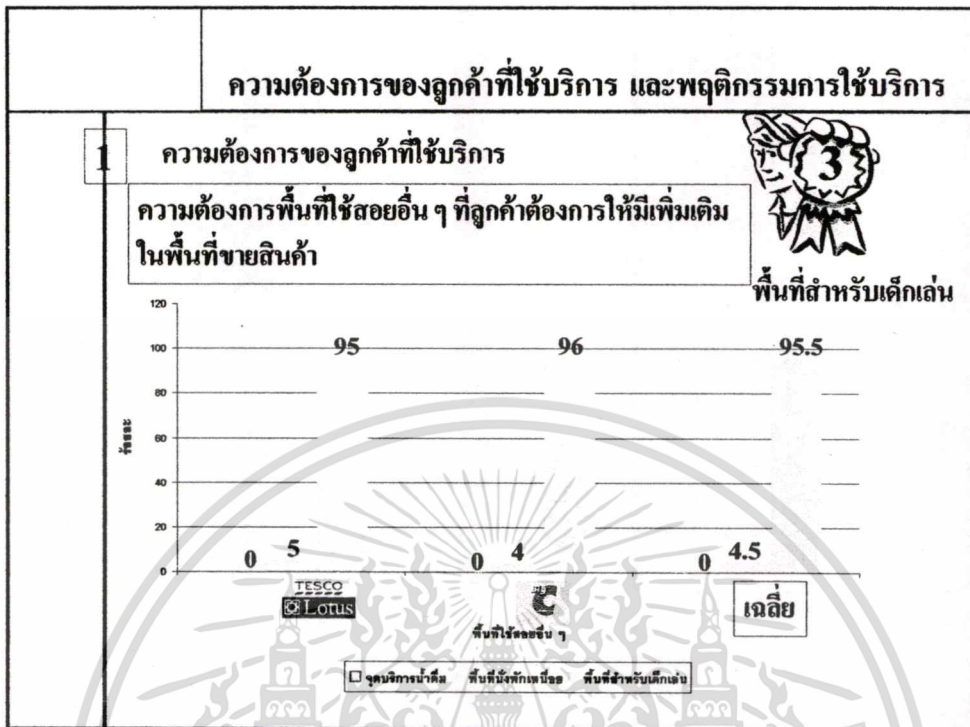 ความต้องการของลูกค้าที่ใช้บริการ และพฤติกรรมการใช้บริการ
1 ความต้องการของลูกค้าที่ใช้บริการ
3
ความต้องการพื้นที่ใช้สอยอื่น ๆ ที่ลูกค้าต้องการให้มีเพิ่มเติม
ในพื้นที่ขายสินค้า
พื้นที่สำหรับเด็กเล่น
120
100
80
60
40
20
0
ร้อยละ
95 96 95.5
0 5 0 4 0 4.5
TESCO
Lotus
C
เฉลี่ย
พื้นที่ใช้สอยอื่น ๆ
จุดบริการน้ำดื่ม พื้นที่นั่งพักเหนื่อย พื้นที่สำหรับเด็กเล่น